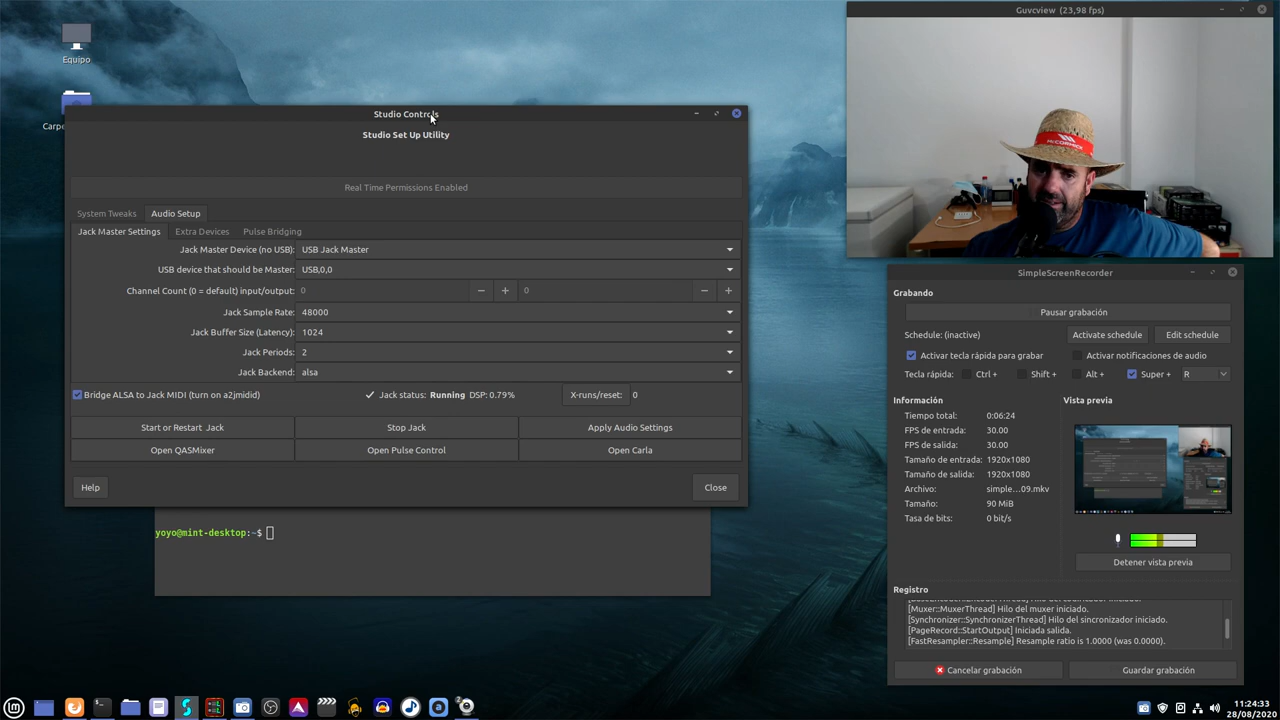 Equipo
Carpe
Studio Controls
Studio Set Up Utility
Real Time Permissions Enabled
System Tweaks
Audio Setup
Jack Master Settings
Extra Devices
Pulse Bridging
Jack Master Device (no USB): USB Jack Master
USB device that should be Master: USB,0,0
Channel Count (0 = default) input/output: 0 0
Jack Sample Rate: 48000
Jack Buffer Size (Latency): 1024
Jack Periods: 2
Jack Backend: alsa
Bridge ALSA to Jack MIDI (turn on a2jmidid)
Jack status: Running DSP: 0.79%
X-runs/reset: 0
Start or Restart Jack
Stop Jack
Apply Audio Settings
Open QASMixer
Open Pulse Control
Open Carla
Help
Close
yoyo@mint-desktop:~$
Guvcview (23,98 fps)
McCORMICK
SimpleScreenRecorder
Grabando
Pausar grabación
Schedule: (inactive)
Activate schedule
Edit schedule
Activar tecla rápida para grabar
Activar notificaciones de audio
Tecla rápida: Ctrl + Shift + Alt + Super + R
Información
Vista previa
Tiempo total: 0:06:24
FPS de entrada: 30.00
FPS de salida: 30.00
Tamaño de entrada: 1920x1080
Tamaño de salida: 1920x1080
Archivo: simple...09.mkv
Tamaño: 90 MiB
Tasa de bits: 0 bit/s
Detener vista previa
Registro
[Muxer::MuxerThread] Hilo del muxer iniciado.
[Synchronizer::SynchronizerThread] Hilo del sincronizador iniciado.
[PageRecord::StartOutput] Iniciada salida.
[FastResampler::Resample] Resample ratio is 1.0000 (was 0.0000).
Cancelar grabación
Guardar grabación
11:24:33
28/08/2020